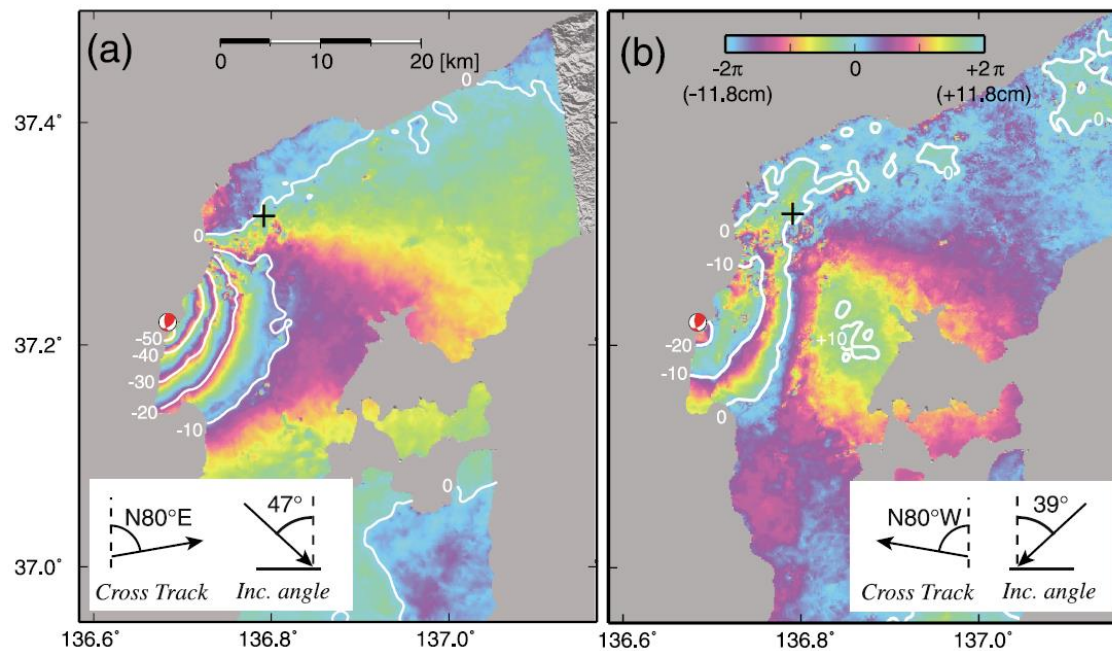 (a)
0 10 20 [km]
0
0
-50
-40
-30
-20
-10
0
N80°E
47°
Cross Track
Inc. angle
37.4˚
37.2˚
37.0˚
136.6˚ 136.8˚ 137.0˚
(b)
-2π 0 +2π
(-11.8cm) (+11.8cm)
0
0
0
-10
-20
+10
-10
0
N80°W
39°
Cross Track
Inc. angle
136.6˚ 136.8˚ 137.0˚